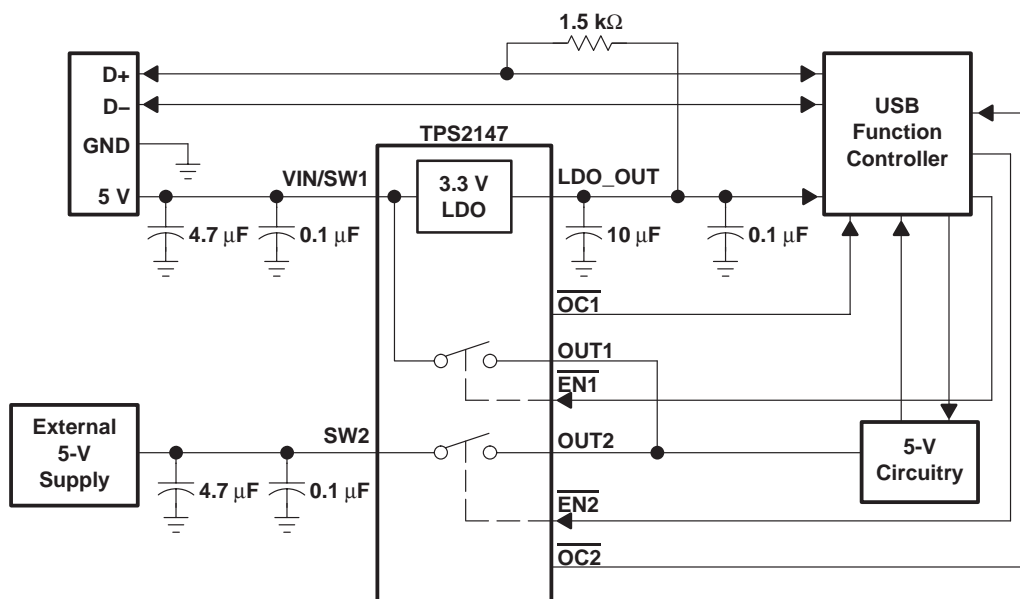 1.5 kΩ
D+
D–
GND
5 V
USB
Function
Controller
TPS2147
VIN/SW1
3.3 V
LDO
LDO_OUT
4.7 μF
0.1 μF
10 μF
0.1 μF
OC1
OUT1
EN1
External
5-V
Supply
SW2
OUT2
5-V
Circuitry
4.7 μF
0.1 μF
EN2
OC2